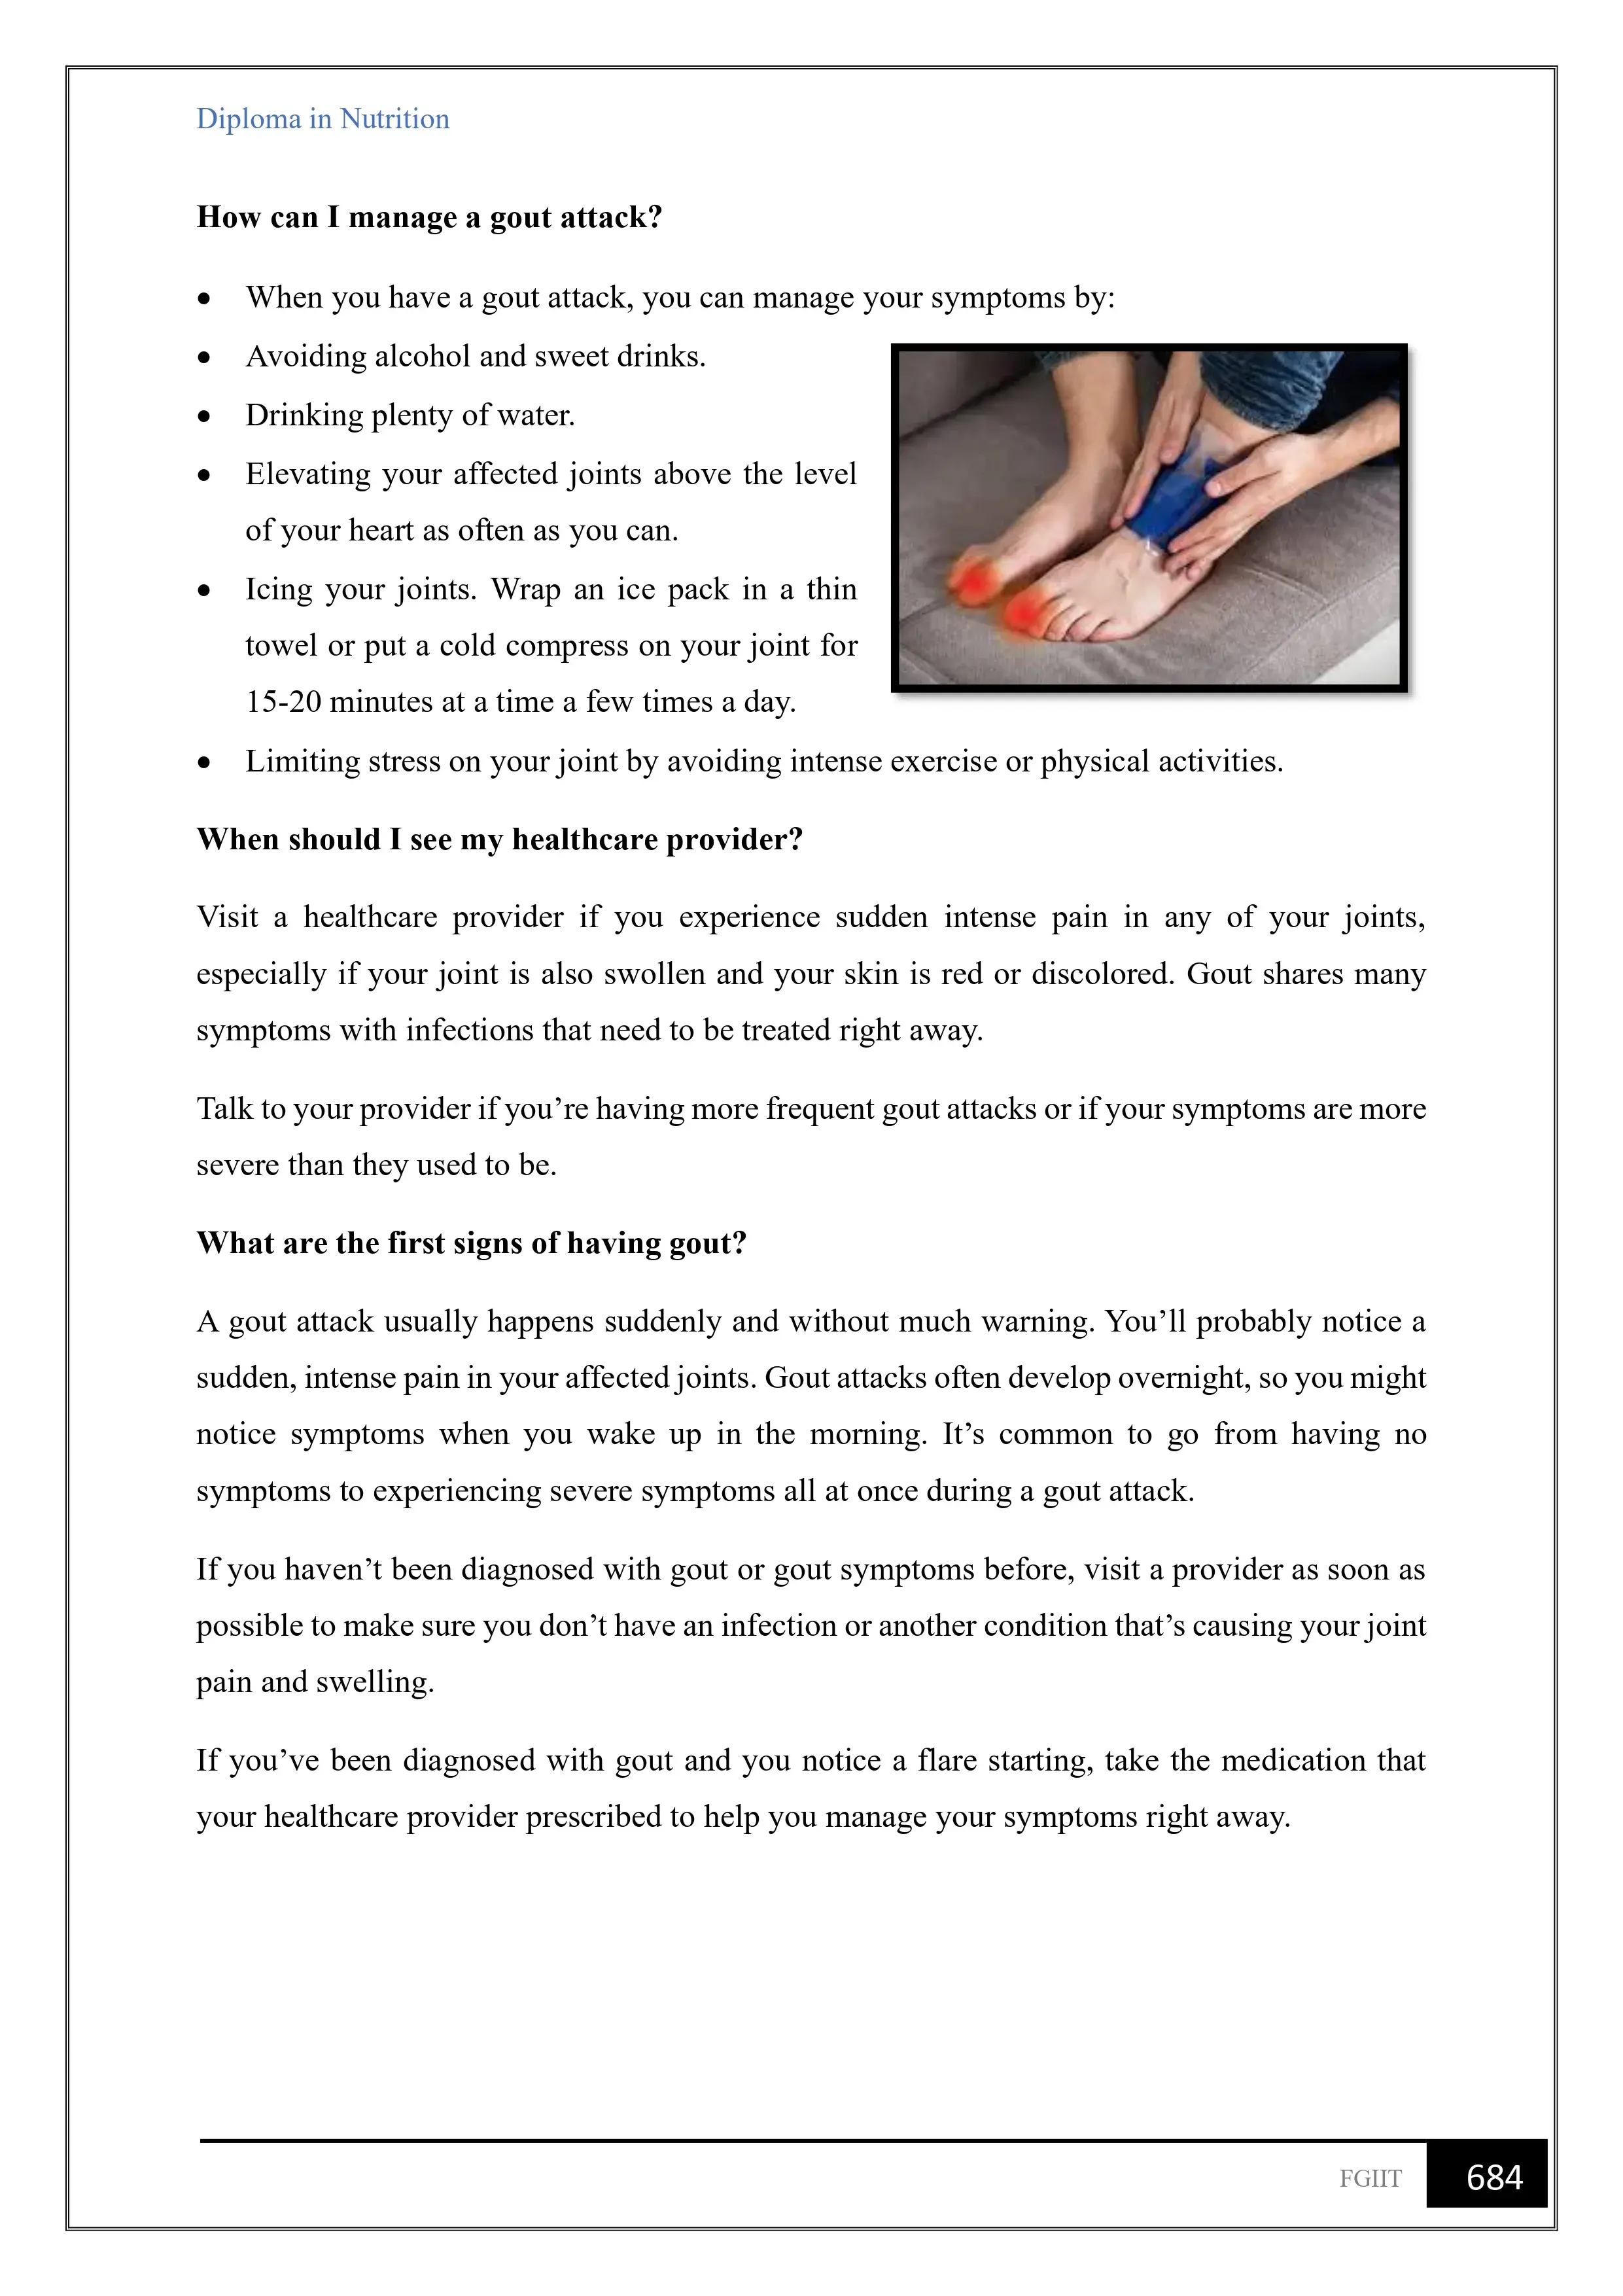 Diploma in Nutrition
How can I manage a gout attack?
• When you have a gout attack, you can manage your symptoms by:
• Avoiding alcohol and sweet drinks.
• Drinking plenty of water.
• Elevating your affected joints above the level
of your heart as often as you can.
• Icing your joints. Wrap an ice pack in a thin
towel or put a cold compress on your joint for
15-20 minutes at a time a few times a day.
• Limiting stress on your joint by avoiding intense exercise or physical activities.
When should I see my healthcare provider?
Visit a healthcare provider if you experience sudden intense pain in any of your joints,
especially if your joint is also swollen and your skin is red or discolored. Gout shares many
symptoms with infections that need to be treated right away.
Talk to your provider if you’re having more frequent gout attacks or if your symptoms are more
severe than they used to be.
What are the first signs of having gout?
A gout attack usually happens suddenly and without much warning. You’ll probably notice a
sudden, intense pain in your affected joints. Gout attacks often develop overnight, so you might
notice symptoms when you wake up in the morning. It’s common to go from having no
symptoms to experiencing severe symptoms all at once during a gout attack.
If you haven’t been diagnosed with gout or gout symptoms before, visit a provider as soon as
possible to make sure you don’t have an infection or another condition that’s causing your joint
pain and swelling.
If you’ve been diagnosed with gout and you notice a flare starting, take the medication that
your healthcare provider prescribed to help you manage your symptoms right away.
FGIIT 684